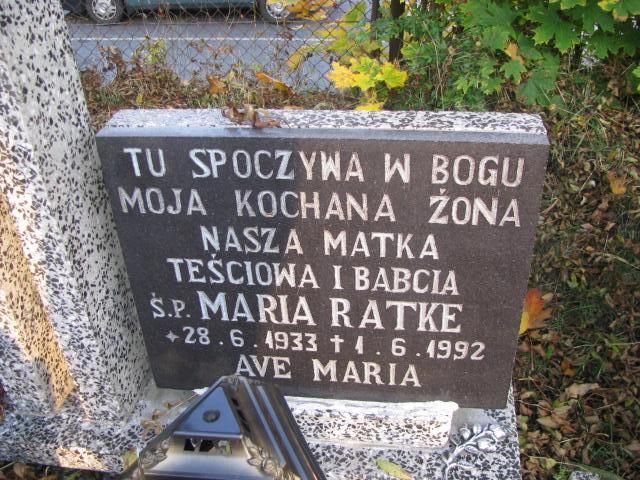 TU SPOCZYWA W BOGU
MOJA KOCHANA ŻONA
NASZA MATKA
TEŚCIOWA I BABCIA
Ś.P. MARIA RATKE
✦ 28.6.1933 ✝ 1.6.1992
AVE MARIA